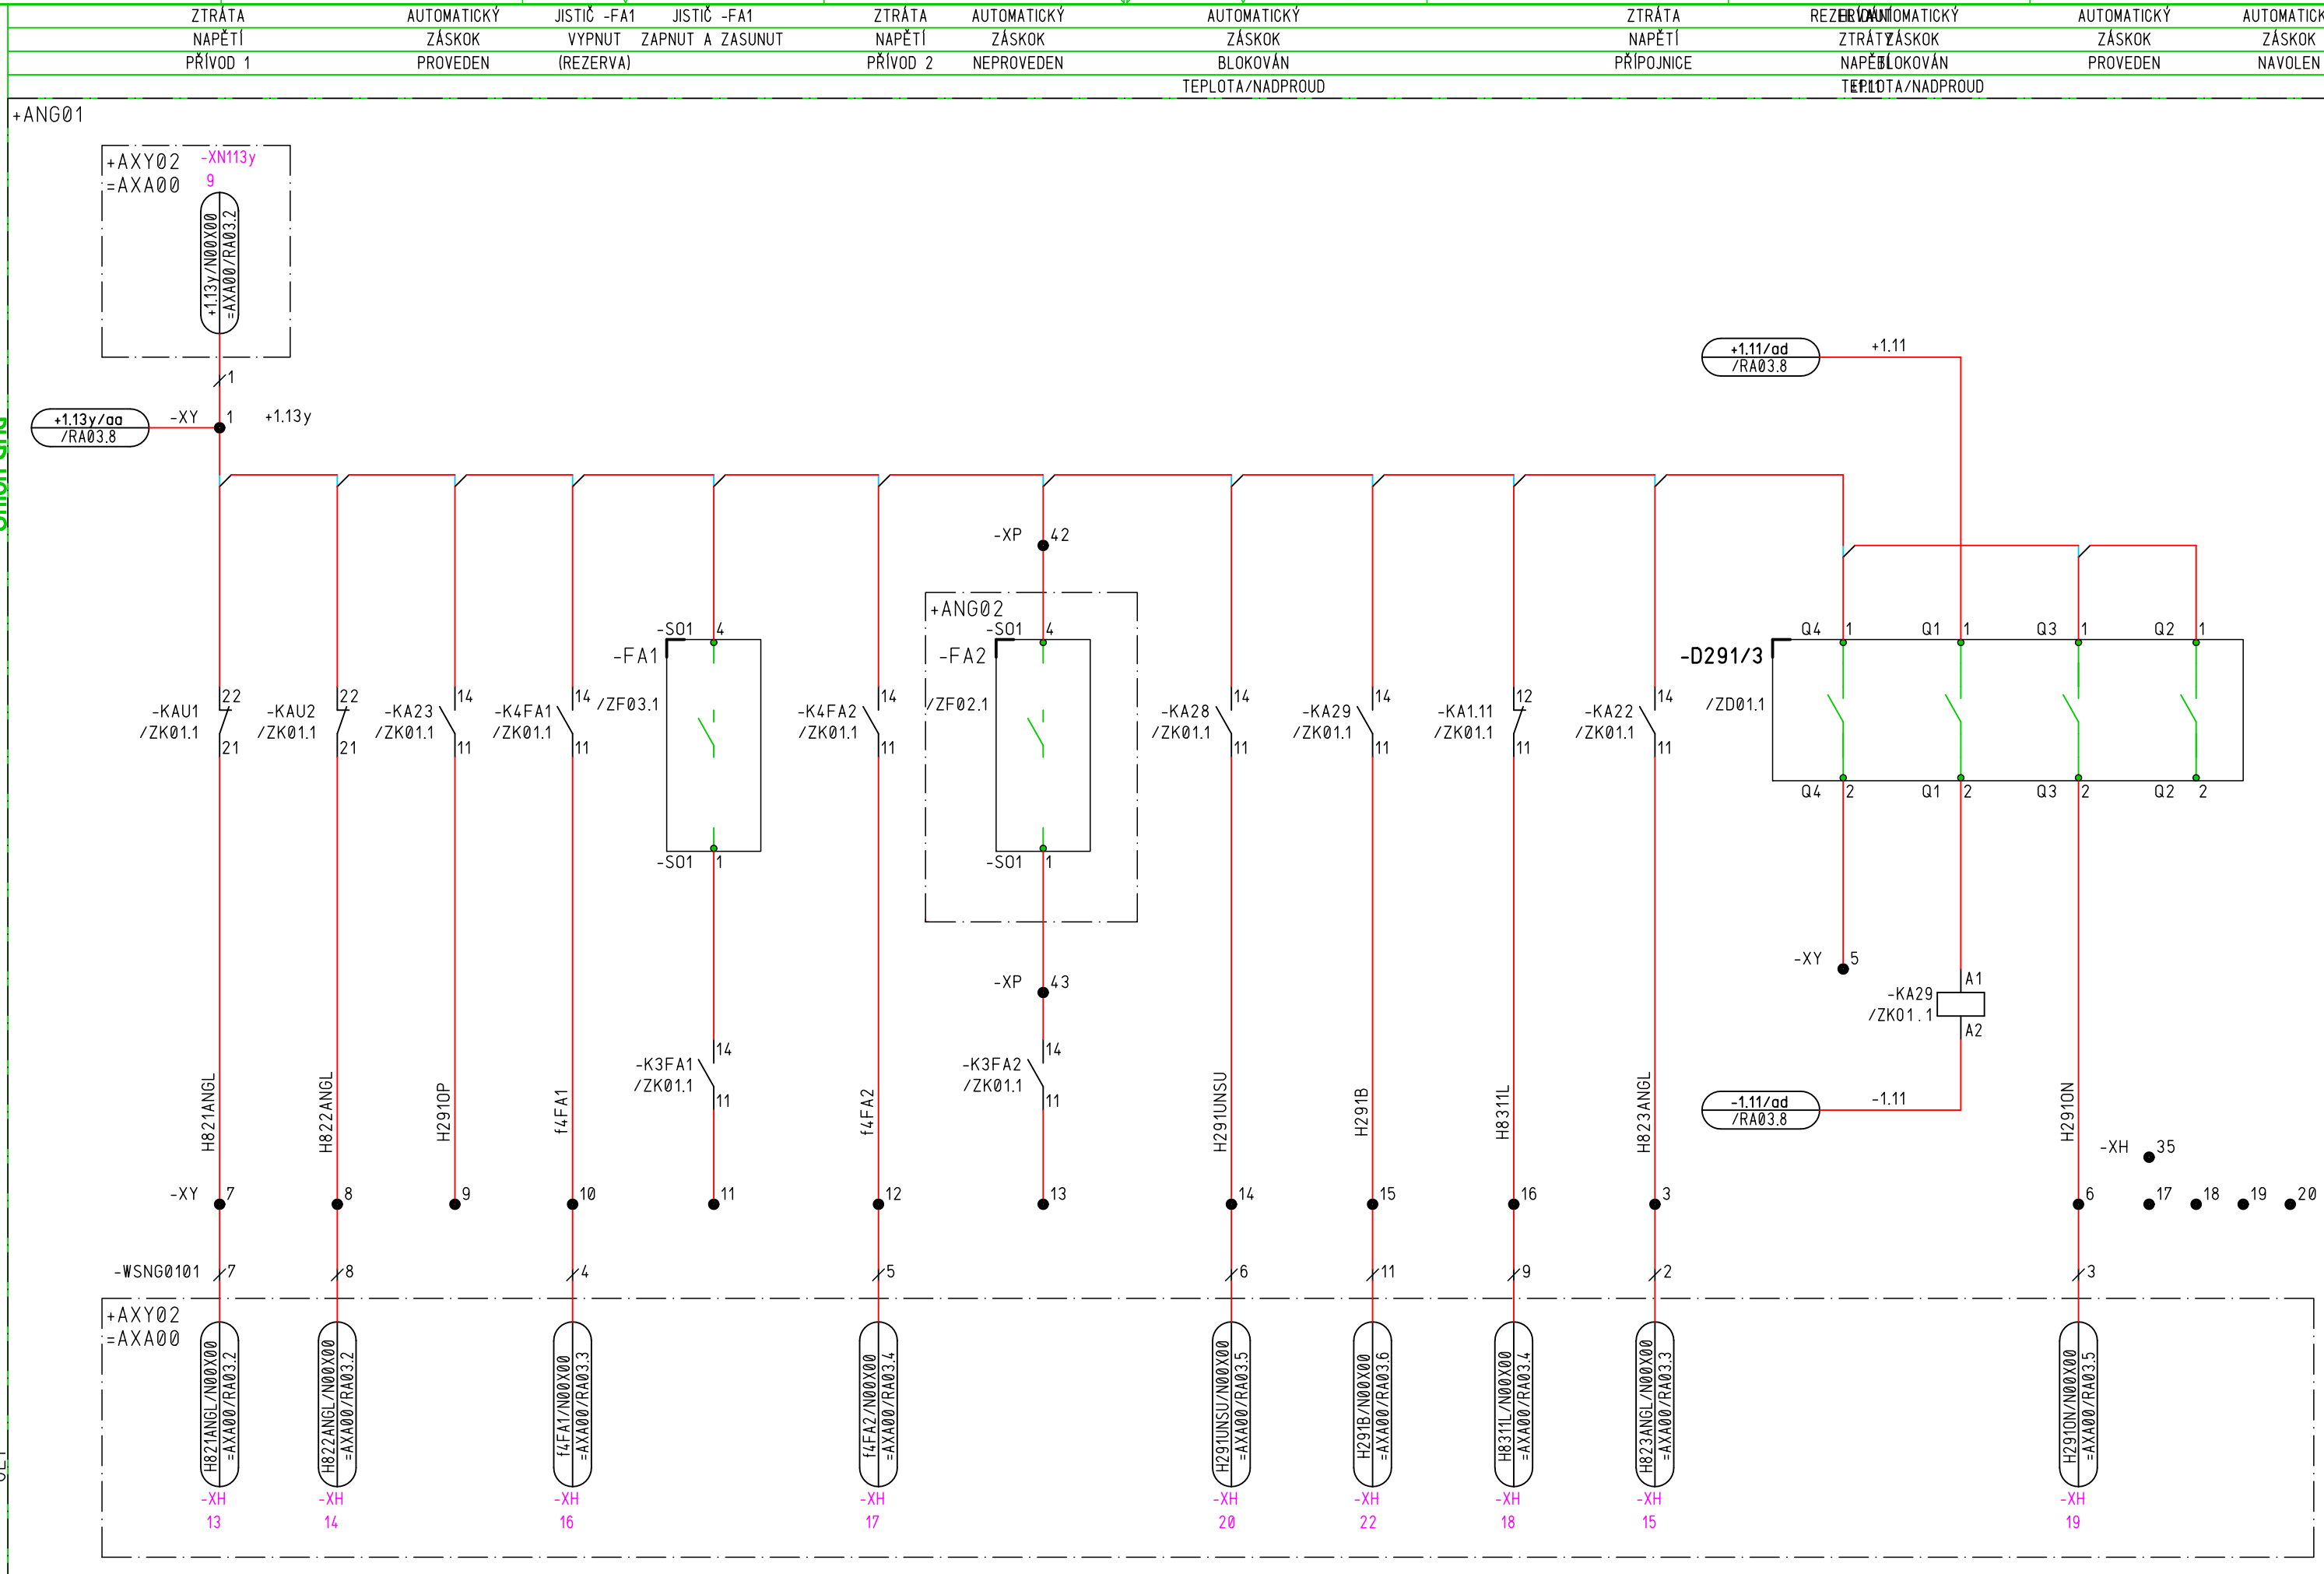 ZTRÁTA AUTOMATICKÝ JISTIČ -FA1 JISTIČ -FA1 ZTRÁTA AUTOMATICKÝ AUTOMATICKÝ ZTRÁTA AUTOMATICKÝ AUTOMATICKÝ
NAPĚTÍ ZÁSKOK VYPNUT ZAPNUT A ZASUNUT NAPĚTÍ ZÁSKOK ZÁSKOK NAPĚTÍ ZTRÁTY ZÁSKOK ZÁSKOK ZÁSKOK
PŘÍVOD 1 PROVEDEN (REZERVA) PŘÍVOD 2 NEPROVEDEN BLOKOVÁN PŘÍPOJNICE BLOKOVÁN PROVEDEN NAVOLEN
TEPLOTA/NADPROUD TEPLOTA/NADPROUD
+ANG01
+AXY02 -XN113y
=AXA00 9
+1.13y/N00X00
=AXA00/RA03.2
1
+1.13y/aa
/RA03.8
-XY 1 +1.13y
+1.11/ad
/RA03.8
+1.11
-XP 42
+ANG02
-SO1 4
-FA1
/ZF03.1
-SO1 1
-SO1 4
-FA2
/ZF02.1
-SO1 1
Q4 1 Q1 1 Q3 1 Q2 1
-D291/3
/ZD01.1
Q4 2 Q1 2 Q3 2 Q2 2
22
-KAU1
/ZK01.1
21
22
-KAU2
/ZK01.1
21
14
-KA23
/ZK01.1
11
14
-K4FA1
/ZK01.1
11
14
-K4FA2
/ZK01.1
11
14
-KA28
/ZK01.1
11
14
-KA29
/ZK01.1
11
12
-KA1.11
/ZK01.1
11
14
-KA22
/ZK01.1
11
-XP 43
-XY 5
14
-K3FA1
/ZK01.1
11
14
-K3FA2
/ZK01.1
11
A1
-KA29
/ZK01.1
A2
-1.11/ad
/RA03.8
-1.11
H821ANGL
H822ANGL
H291OP
f4FA1
f4FA2
H291UNSU
H291B
H8311L
H823ANGL
H291ON
-XH 35
-XY 7 8 9 10 11 12 13 14 15 16 3 6 17 18 19 20
-WSNG0101 7 8 4 5 6 11 9 2 3
+AXY02
=AXA00
H821ANGL/N00X00
=AXA00/RA03.2
H822ANGL/N00X00
=AXA00/RA03.2
f4FA1/N00X00
=AXA00/RA03.3
f4FA2/N00X00
=AXA00/RA03.4
H291UNSU/N00X00
=AXA00/RA03.5
H291B/N00X00
=AXA00/RA03.6
H8311L/N00X00
=AXA00/RA03.4
H823ANGL/N00X00
=AXA00/RA03.3
H291ON/N00X00
=AXA00/RA03.5
-XH -XH -XH -XH -XH -XH -XH -XH -XH
13 14 16 17 20 22 18 15 19